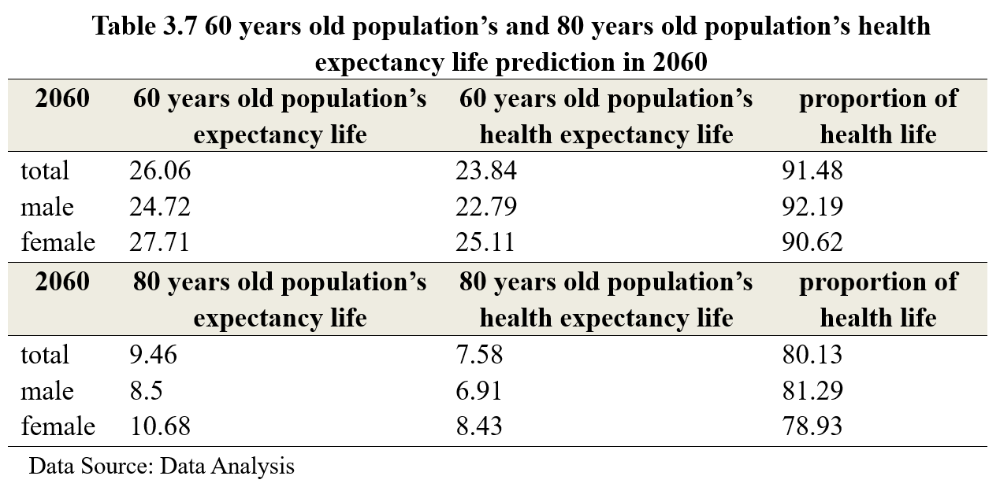 Table 3.7 60 years old population’s and 80 years old population’s health
expectancy life prediction in 2060
2060 60 years old population’s expectancy life 60 years old population’s health expectancy life proportion of health life
total 26.06 23.84 91.48
male 24.72 22.79 92.19
female 27.71 25.11 90.62
2060 80 years old population’s expectancy life 80 years old population’s health expectancy life proportion of health life
total 9.46 7.58 80.13
male 8.5 6.91 81.29
female 10.68 8.43 78.93
Data Source: Data Analysis